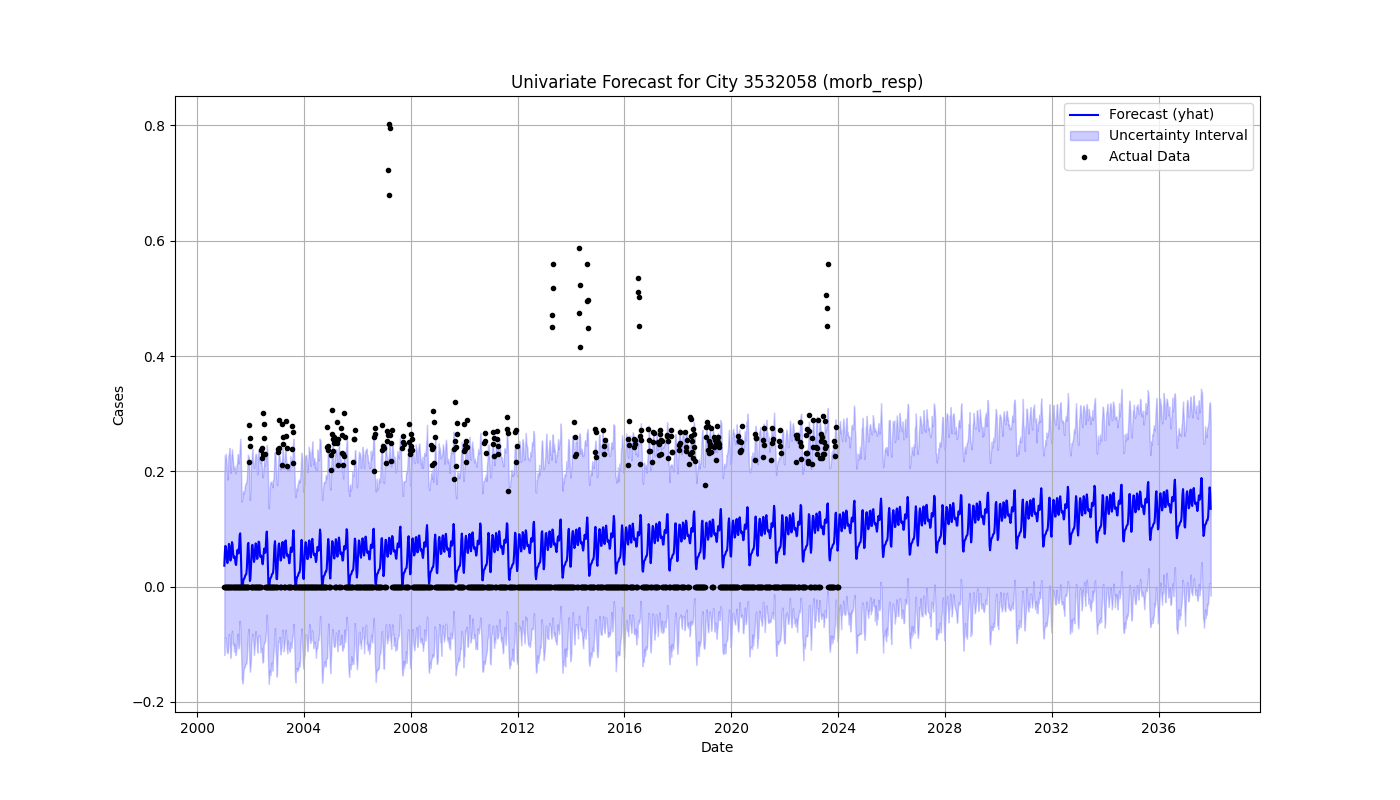 Univariate Forecast for City 3532058 (morb_resp)
Forecast (yhat)
Uncertainty Interval
Actual Data
Cases
0.8
0.6
0.4
0.2
0.0
−0.2
2000 2004 2008 2012 2016 2020 2024 2028 2032 2036
Date